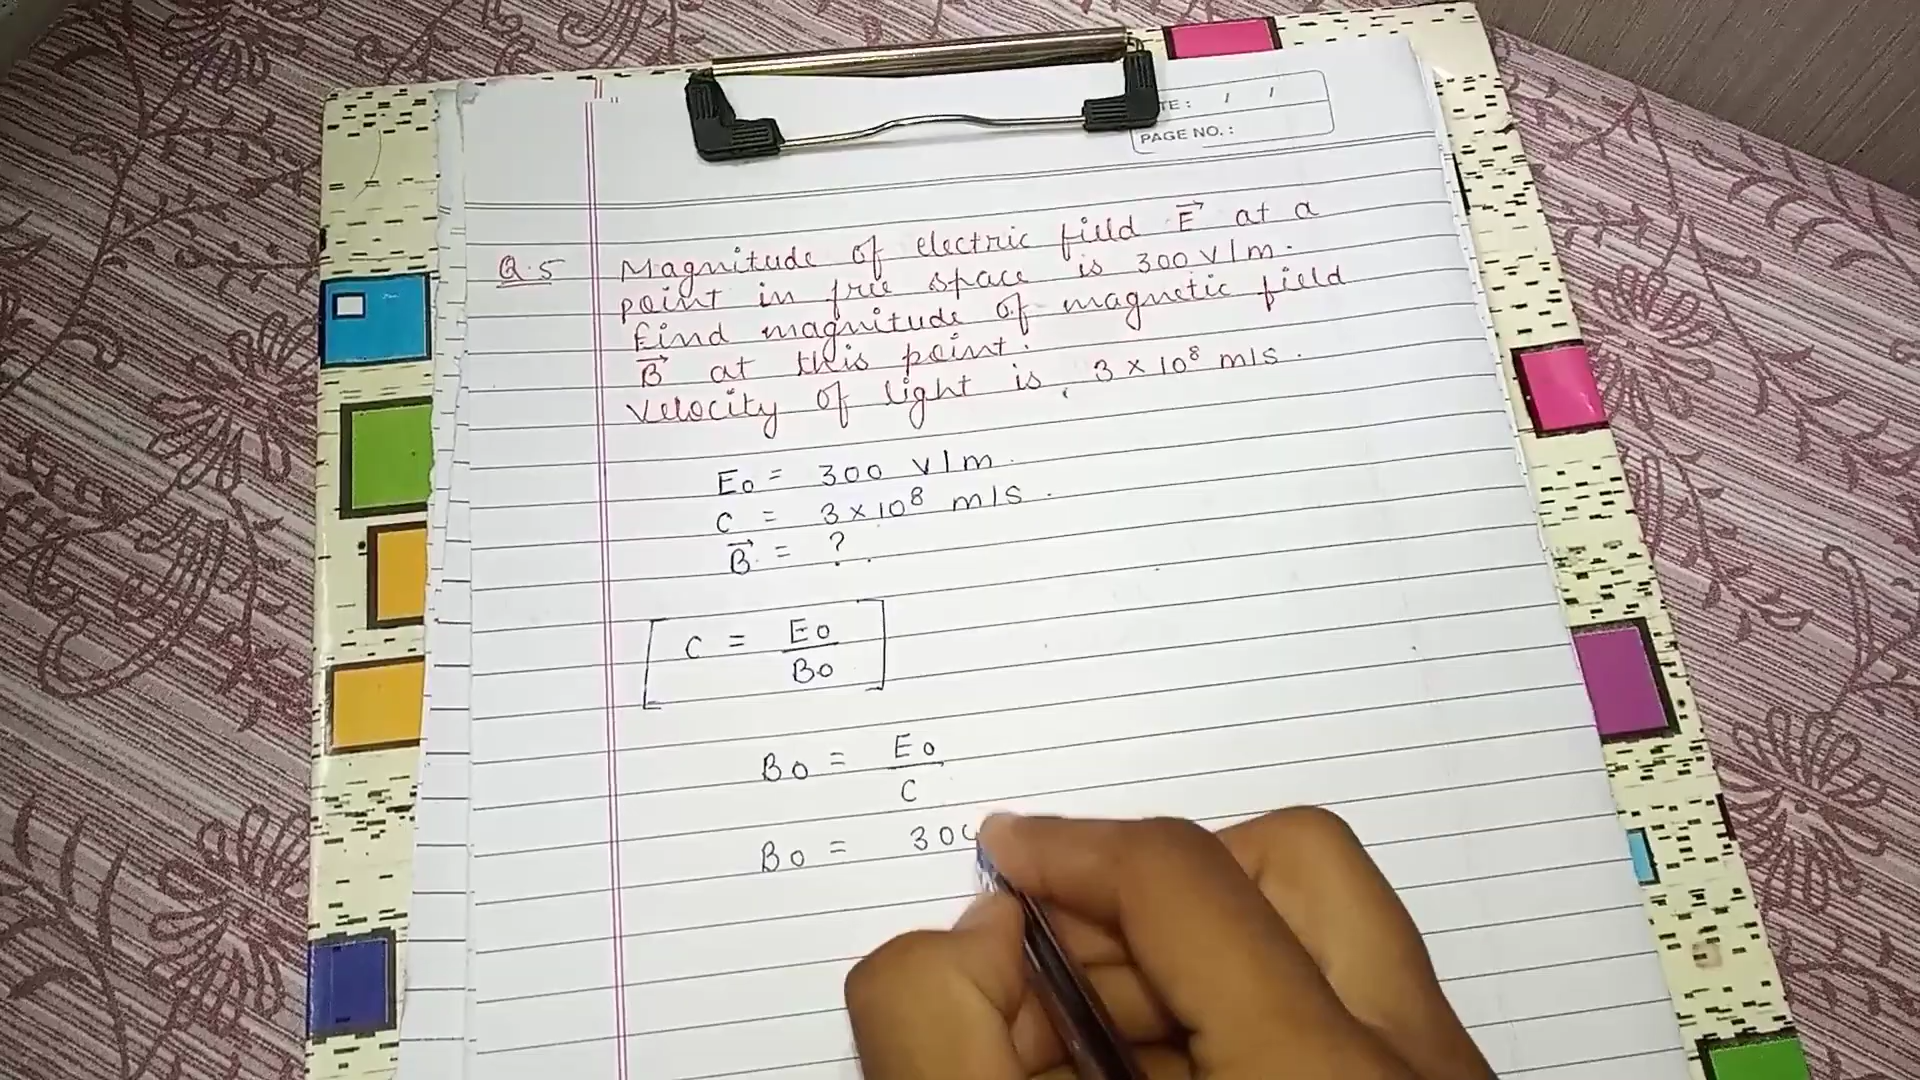 TE: / /
PAGE NO.:
Q.5 Magnitude of electric field E⃗ at a
point in free space is 300 V/m.
Find magnitude of magnetic field
B⃗ at this point.
Velocity of light is 3 × 10⁸ m/s.
E₀ = 300 V/m.
C = 3×10⁸ m/s.
B⃗ = ?
C = E₀/B₀
B₀ = E₀/C
B₀ = 300